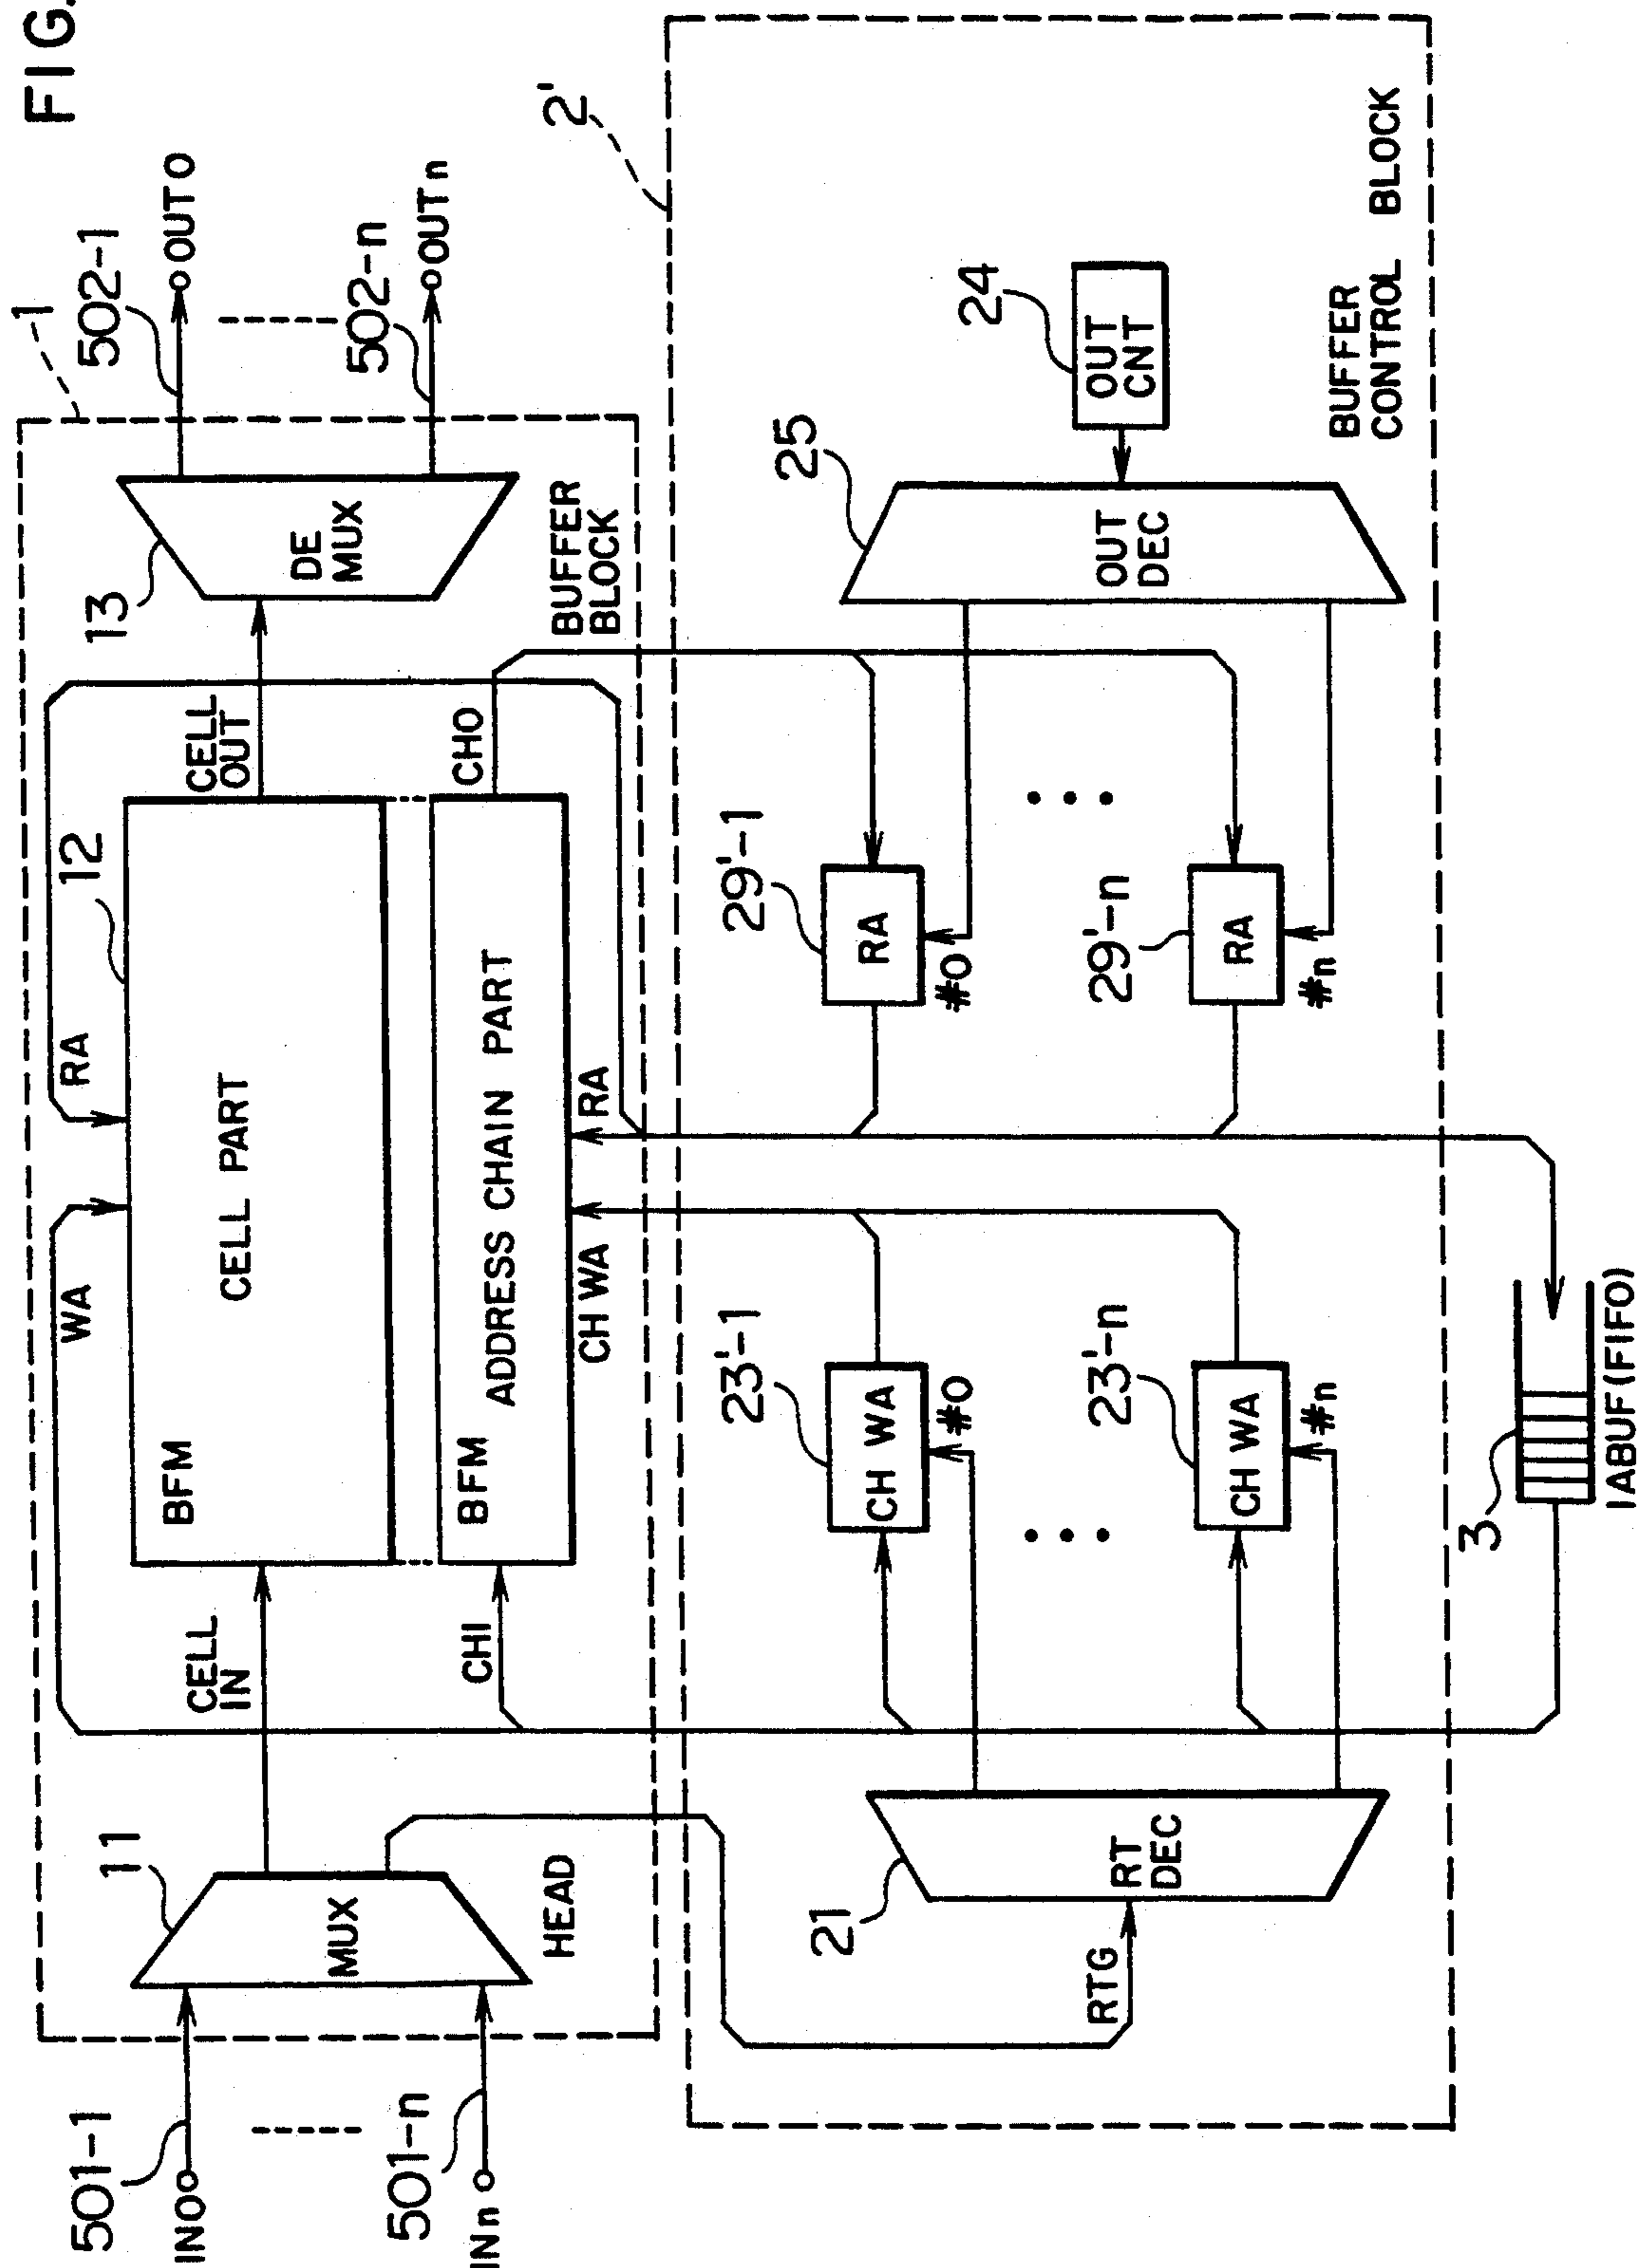 FIG.
1
502-1
OUT0
502-n
OUTn
2'
12
13
WA
RA
CELL
OUT
DE
MUX
BFM
CELL PART
CELL
IN
11
MUX
HEAD
501-1
IN0
501-n
INn
CHI
BFM
ADDRESS CHAIN PART
CHO
CH WA
RA
BUFFER
BLOCK
23'-1
CH WA
#0
29'-1
RA
#0
25
OUT
DEC
24
OUT
CNT
21
RT
DEC
RTG
23'-n
CH WA
#n
29'-n
RA
#n
BUFFER
CONTROL BLOCK
3
IABUF(FIFO)